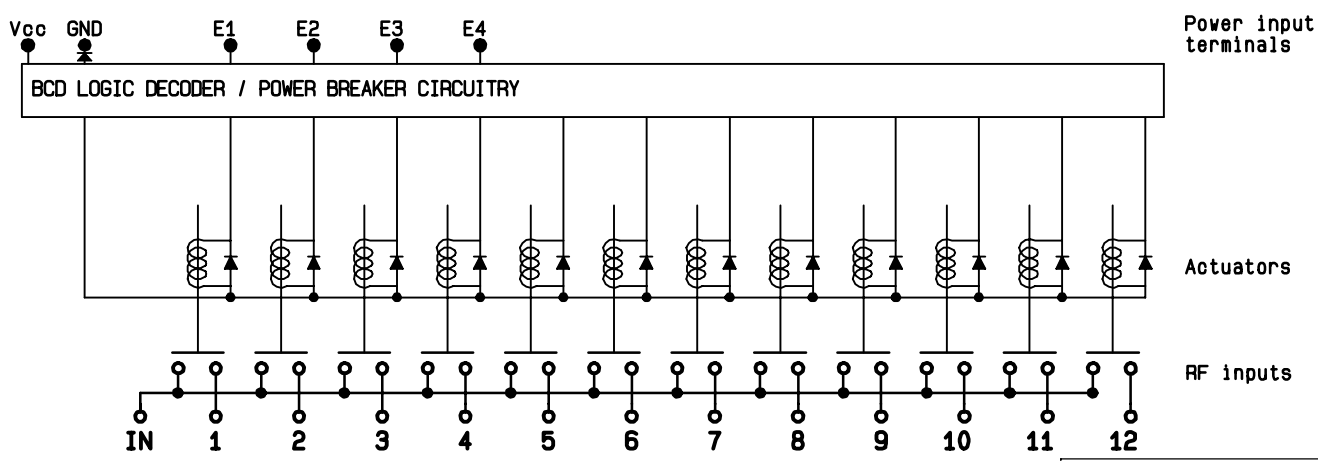 Vcc GND E1 E2 E3 E4
Power input
terminals
BCD LOGIC DECODER / POWER BREAKER CIRCUITRY
Actuators
RF inputs
IN 1 2 3 4 5 6 7 8 9 10 11 12